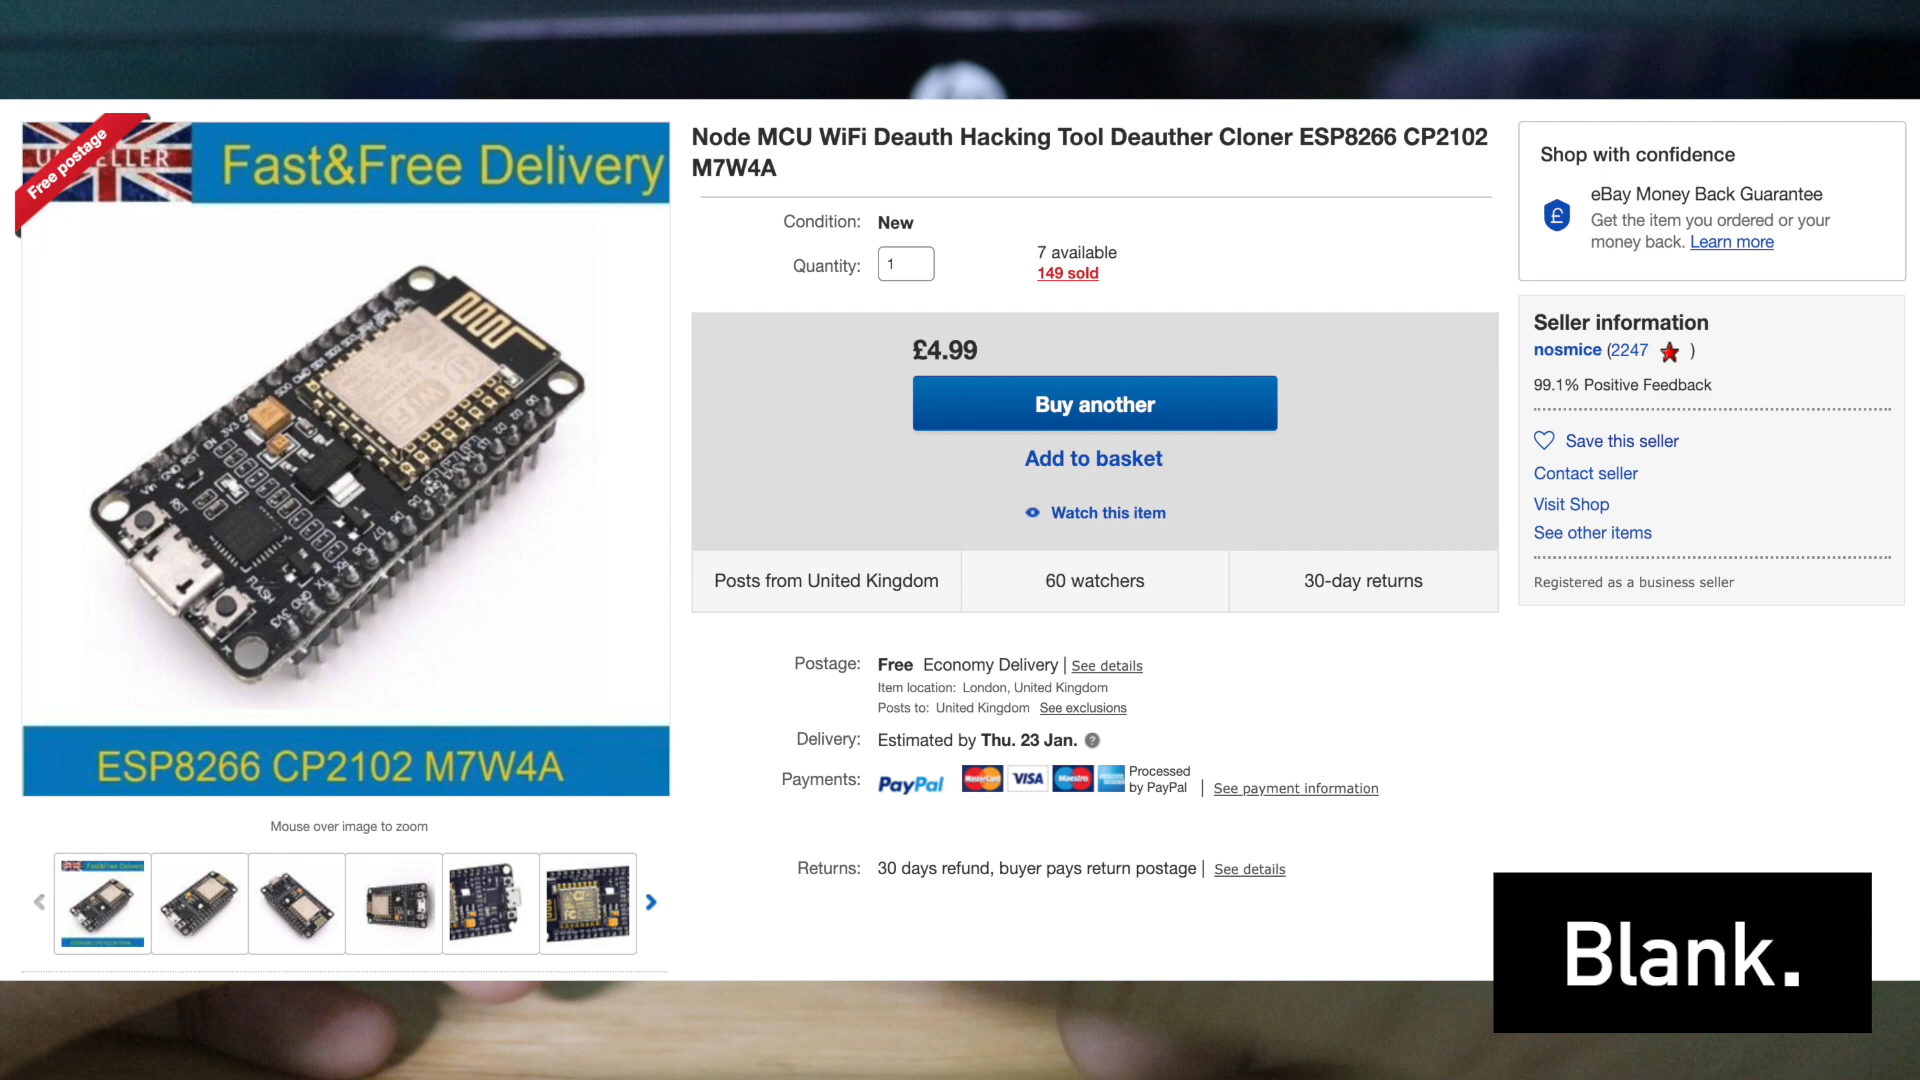 Free postage
Fast&Free Delivery
ESP8266 CP2102 M7W4A
Mouse over image to zoom
Node MCU WiFi Deauth Hacking Tool Deauther Cloner ESP8266 CP2102
M7W4A
Condition: New
Quantity: 1
7 available
149 sold
£4.99
Buy another
Add to basket
Watch this item
Posts from United Kingdom
60 watchers
30-day returns
Postage: Free Economy Delivery | See details
Item location: London, United Kingdom
Posts to: United Kingdom See exclusions
Delivery: Estimated by Thu. 23 Jan. ?
Payments: PayPal MasterCard VISA Maestro Processed
by PayPal | See payment information
Returns: 30 days refund, buyer pays return postage | See details
Shop with confidence
eBay Money Back Guarantee
£
Get the item you ordered or your
money back. Learn more
Seller information
nosmice (2247 )
99.1% Positive Feedback
Save this seller
Contact seller
Visit Shop
See other items
Registered as a business seller
Blank.